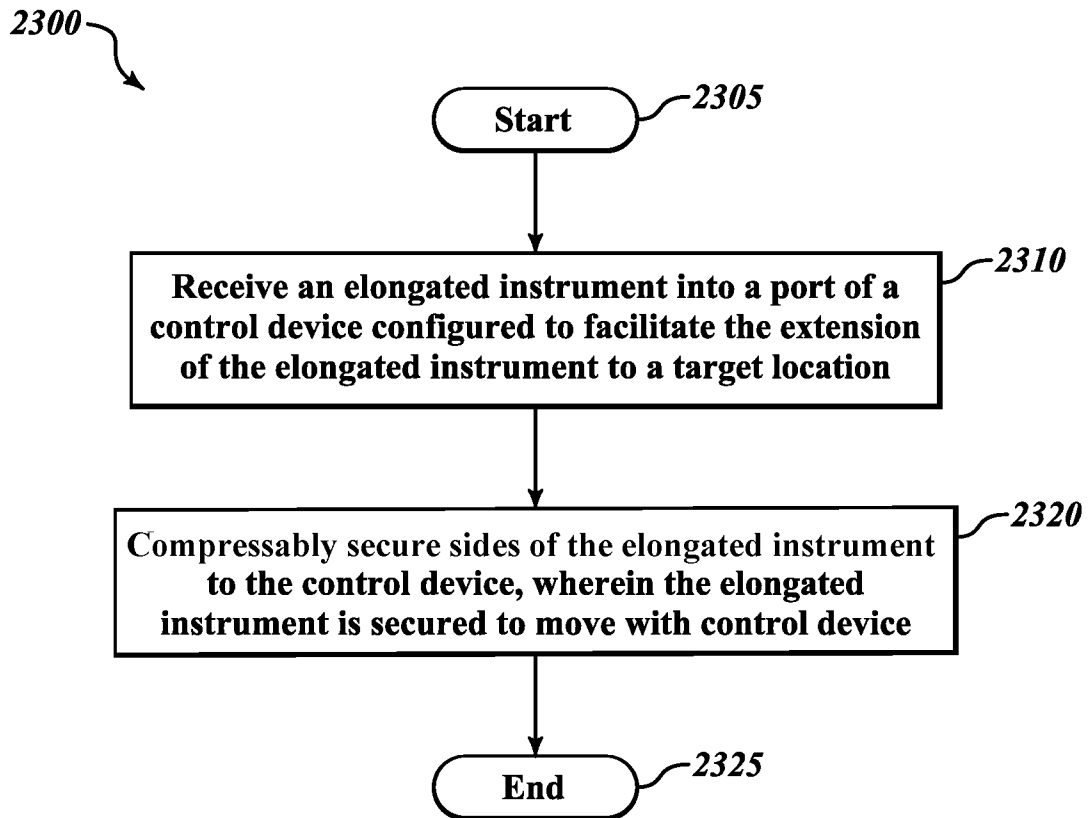 2300
Start
2305
Receive an elongated instrument into a port of a
control device configured to facilitate the extension
of the elongated instrument to a target location
2310
Compressably secure sides of the elongated instrument
to the control device, wherein the elongated
instrument is secured to move with control device
2320
End
2325